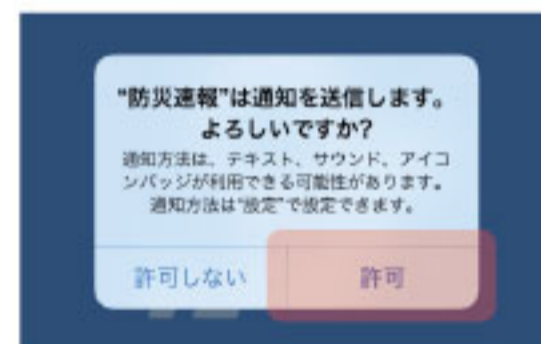 “防災速報”は通知を送信します。
よろしいですか?
通知方法は、テキスト、サウンド、アイコ
ンバッジが利用できる可能性があります。
通知方法は“設定”で設定できます。
許可しない
許可